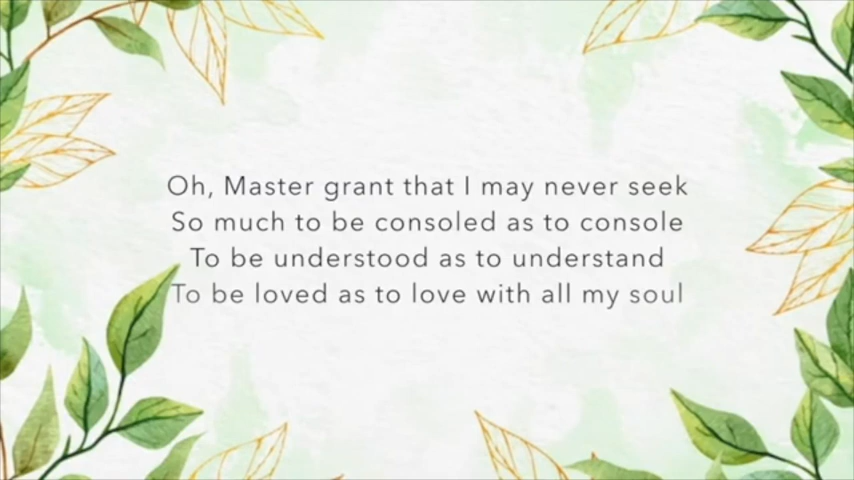 Oh, Master grant that I may never seek
So much to be consoled as to console
To be understood as to understand
To be loved as to love with all my soul